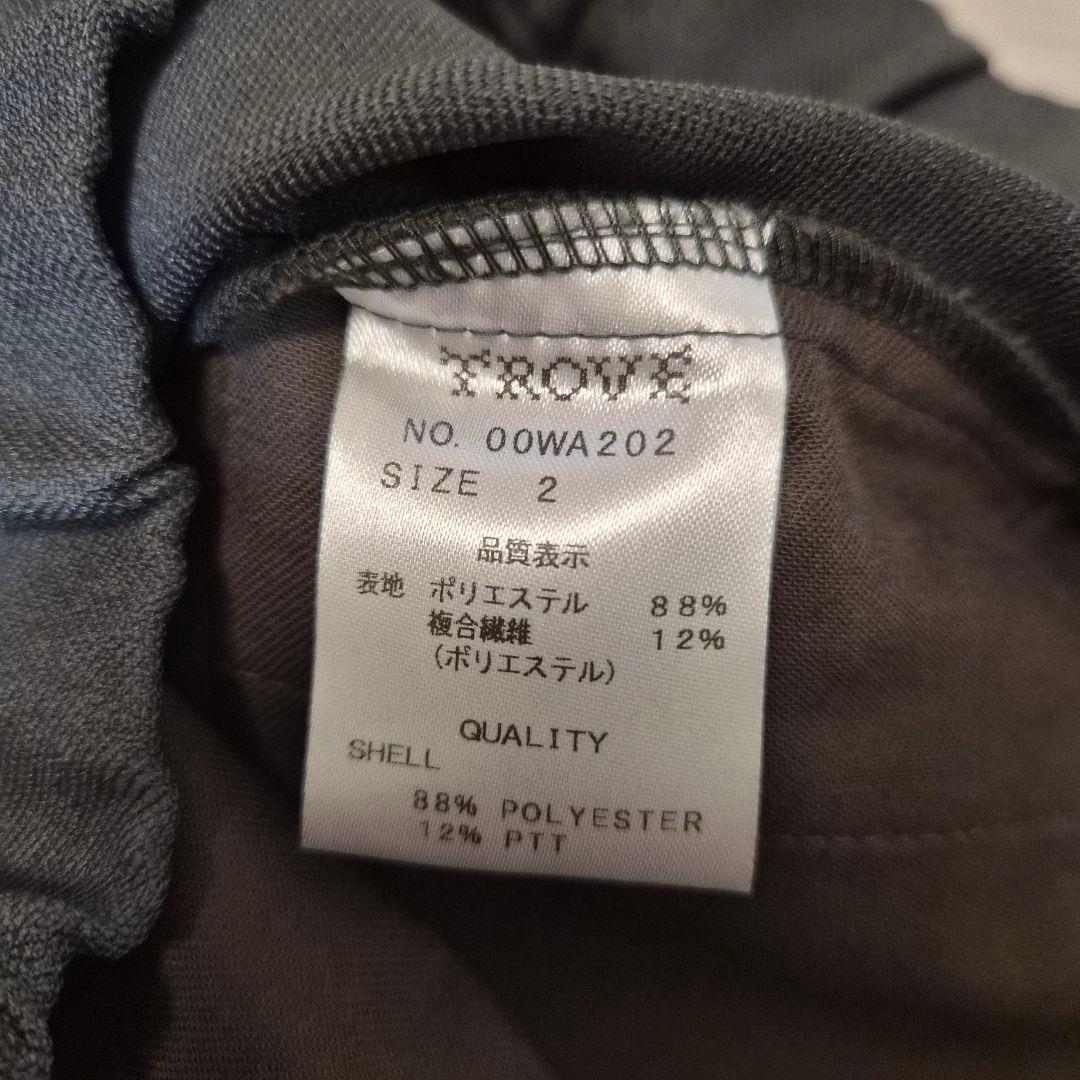 TROVE
NO. 00WA202
SIZE 2
品質表示
表地 ポリエステル 88%
複合繊維 12%
(ポリエステル)
QUALITY
SHELL
88% POLYESTER
12% PTT